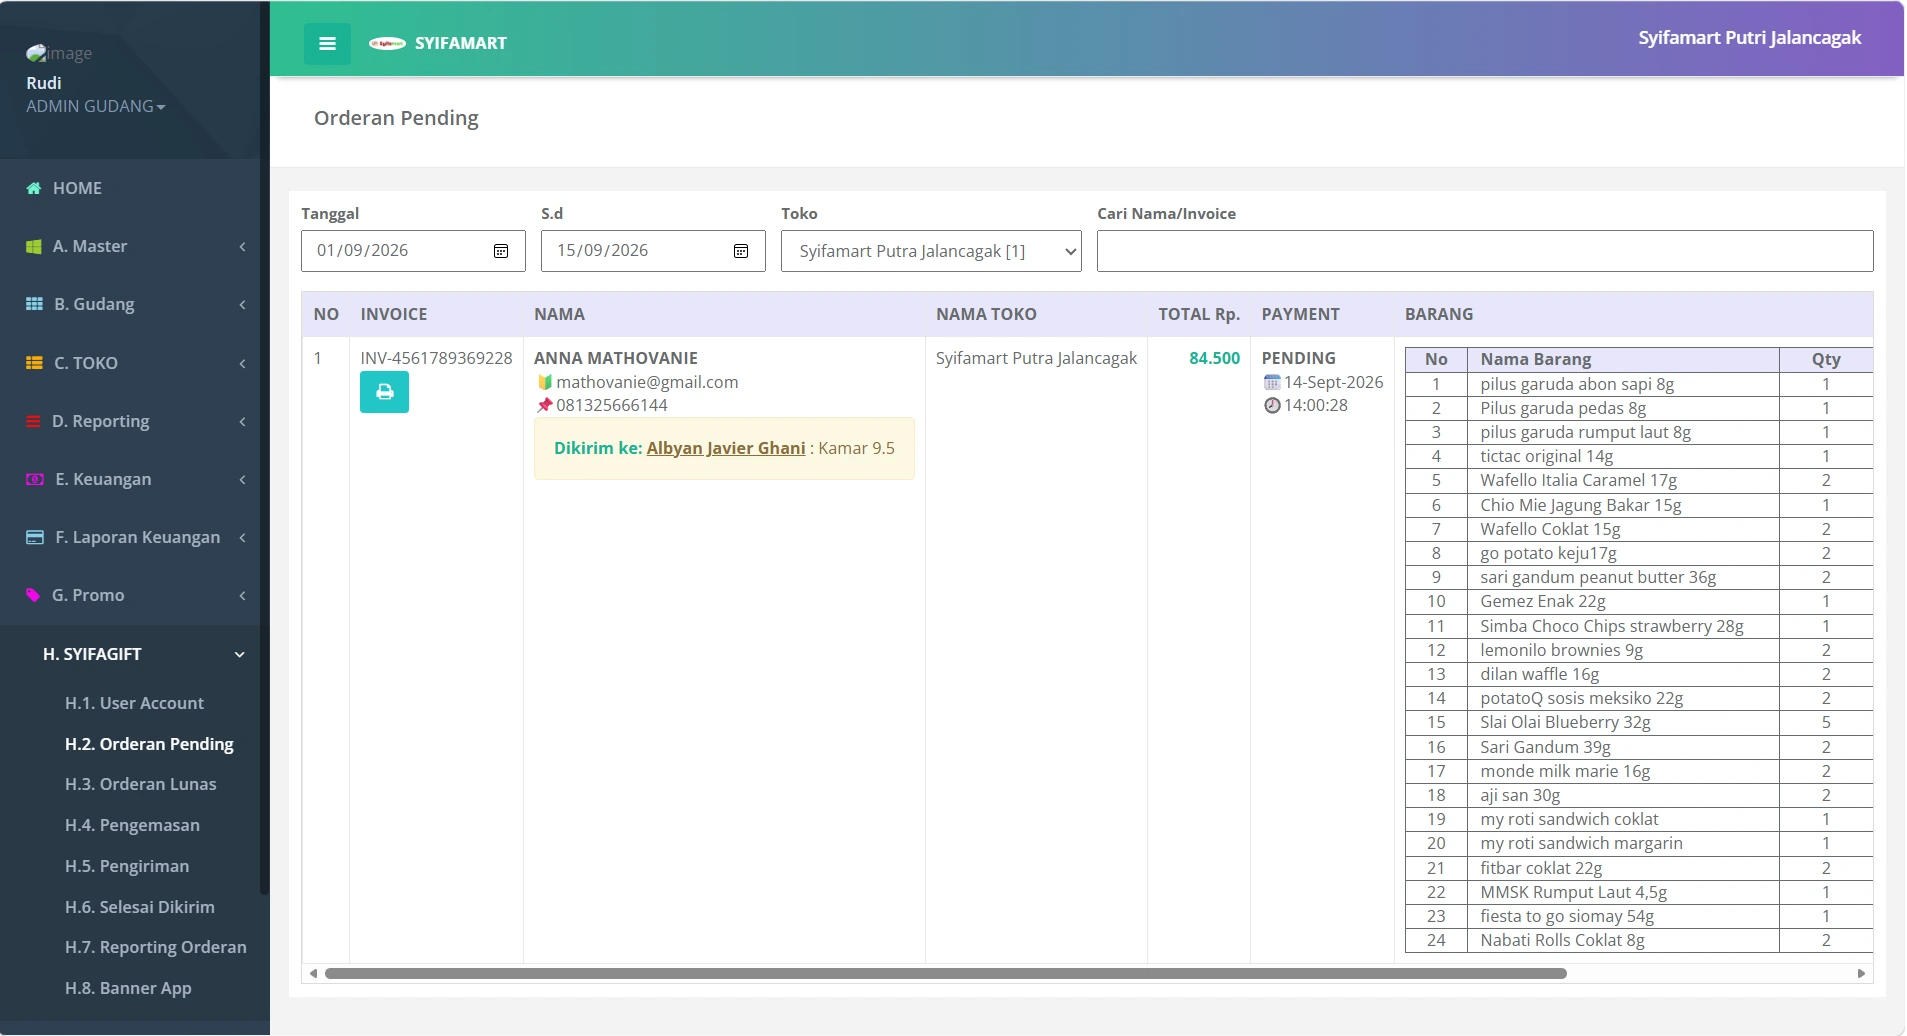 image
Rudi
ADMIN GUDANG
HOME
A. Master
B. Gudang
C. TOKO
D. Reporting
E. Keuangan
F. Laporan Keuangan
G. Promo
H. SYIFAGIFT
H.1. User Account
H.2. Orderan Pending
H.3. Orderan Lunas
H.4. Pengemasan
H.5. Pengiriman
H.6. Selesai Dikirim
H.7. Reporting Orderan
H.8. Banner App
SYIFAMART
Syifamart Putri Jalancagak
Orderan Pending
Tanggal S.d Toko Cari Nama/Invoice
01/09/2026 15/09/2026 Syifamart Putra Jalancagak [1]
NO INVOICE NAMA NAMA TOKO TOTAL Rp. PAYMENT BARANG
1 INV-4561789369228 ANNA MATHOVANIE Syifamart Putra Jalancagak 84.500 PENDING
mathovanie@gmail.com 14-Sept-2026
081325666144 14:00:28
Dikirim ke: Albyan Javier Ghani : Kamar 9.5
No Nama Barang Qty
1 pilus garuda abon sapi 8g 1
2 Pilus garuda pedas 8g 1
3 pilus garuda rumput laut 8g 1
4 tictac original 14g 1
5 Wafello Italia Caramel 17g 2
6 Chio Mie Jagung Bakar 15g 1
7 Wafello Coklat 15g 2
8 go potato keju17g 2
9 sari gandum peanut butter 36g 2
10 Gemez Enak 22g 1
11 Simba Choco Chips strawberry 28g 1
12 lemonilo brownies 9g 2
13 dilan waffle 16g 2
14 potatoQ sosis meksiko 22g 2
15 Slai Olai Blueberry 32g 5
16 Sari Gandum 39g 2
17 monde milk marie 16g 2
18 aji san 30g 2
19 my roti sandwich coklat 1
20 my roti sandwich margarin 1
21 fitbar coklat 22g 2
22 MMSK Rumput Laut 4,5g 1
23 fiesta to go siomay 54g 1
24 Nabati Rolls Coklat 8g 2